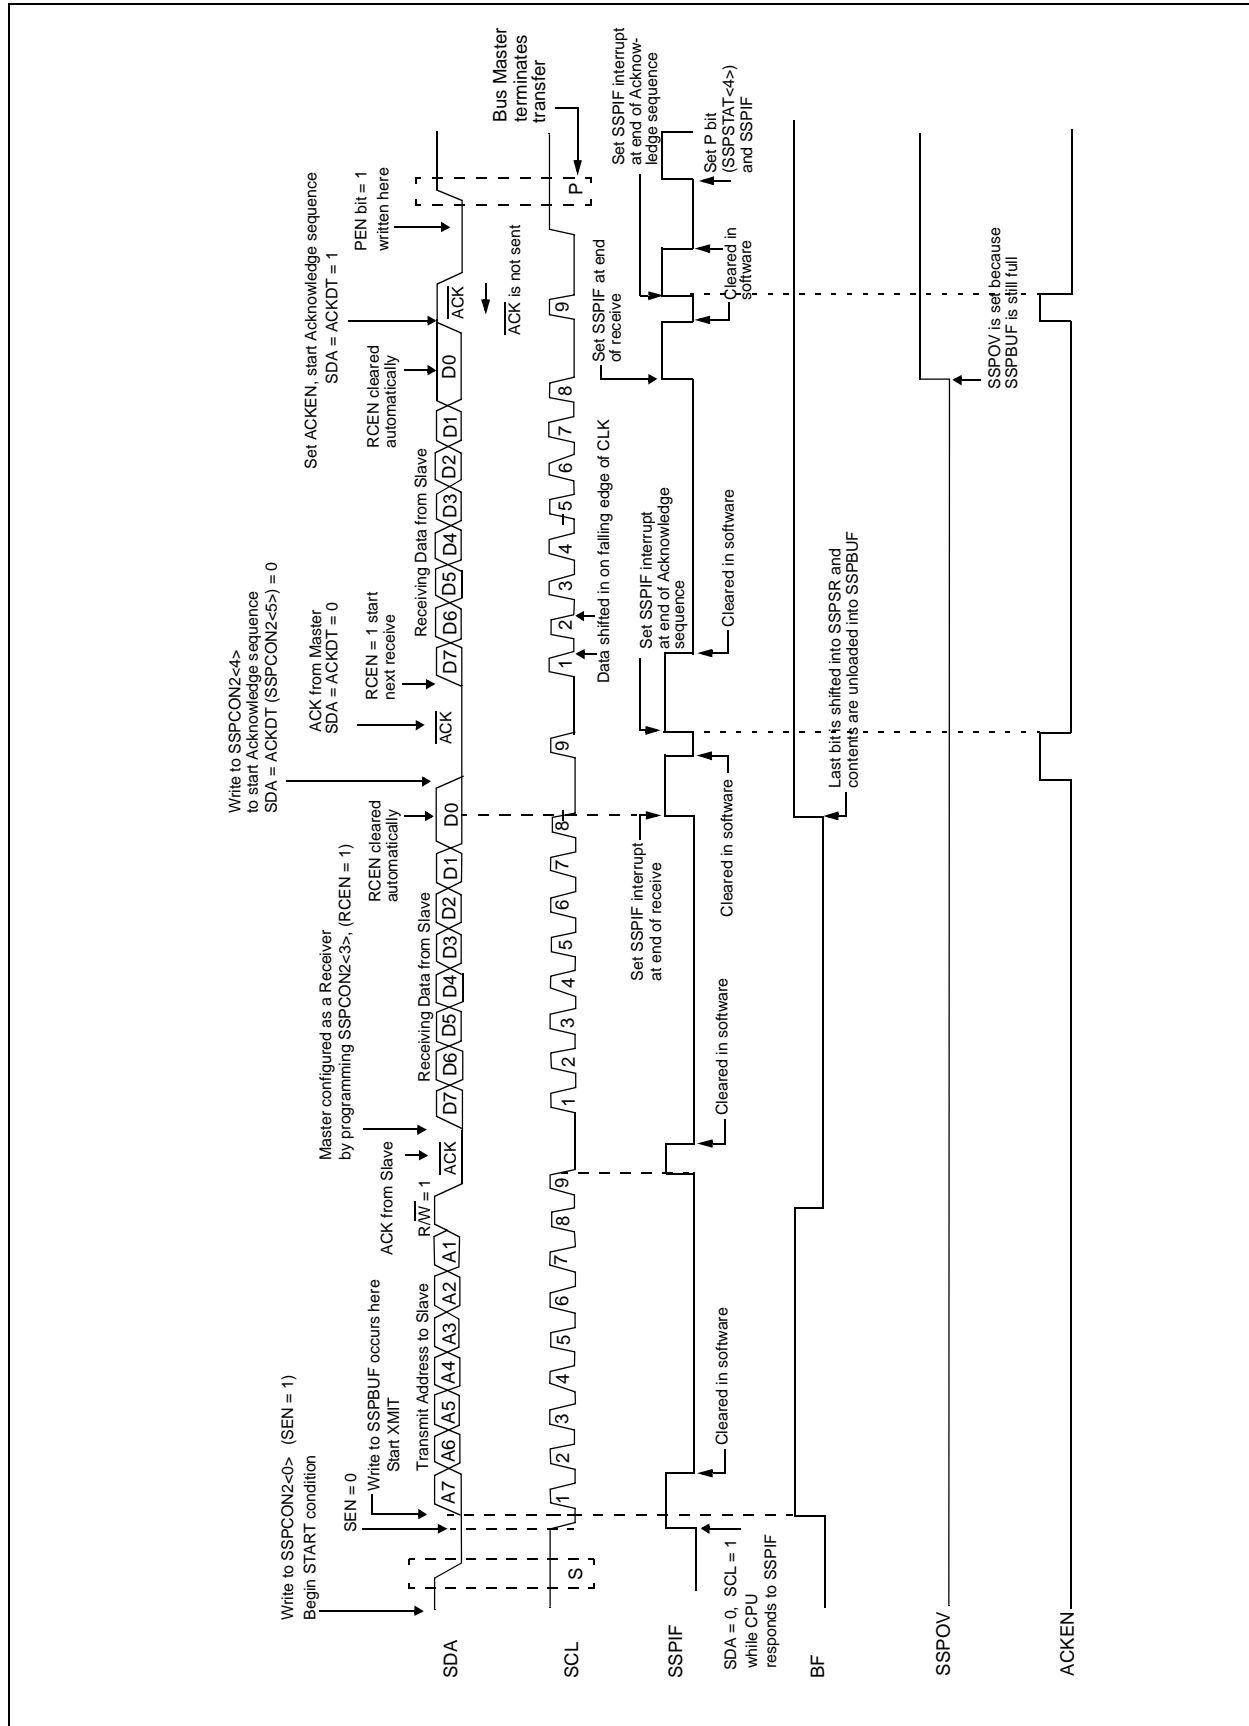 Write to SSPCON2<0> (SEN = 1)
Begin START condition
SEN = 0
Write to SSPBUF occurs here
Start XMIT
Transmit Address to Slave
ACK from Slave
R/W = 1
Master configured as a Receiver
by programming SSPCON2<3>, (RCEN = 1)
Receiving Data from Slave
RCEN cleared
automatically
Write to SSPCON2<4>
to start Acknowledge sequence
SDA = ACKDT (SSPCON2<5>) = 0
ACK from Master
SDA = ACKDT = 0
RCEN = 1 start
next receive
Receiving Data from Slave
RCEN cleared
automatically
Set ACKEN, start Acknowledge sequence
SDA = ACKDT = 1
PEN bit = 1
written here
SDA
A7 A6 A5 A4 A3 A2 A1
ACK
D7 D6 D5 D4 D3 D2 D1 D0
ACK
D7 D6 D5 D4 D3 D2 D1 D0
ACK
ACK is not sent
Bus Master
terminates
transfer
SCL
S
1 2 3 4 5 6 7 8 9
1 2 3 4 5 6 7 8 9
1 2 3 4 5 6 7 8 9
P
Data shifted in on falling edge of CLK
SSPIF
SDA = 0, SCL = 1
while CPU
responds to SSPIF
Cleared in software
Cleared in software
Set SSPIF interrupt
at end of receive
Cleared in software
Set SSPIF interrupt
at end of Acknowledge
sequence
Cleared in software
Set SSPIF at end
of receive
Cleared in
software
Set SSPIF interrupt
at end of Acknow-
ledge sequence
Set P bit
(SSPSTAT<4>)
and SSPIF
BF
Last bit is shifted into SSPSR and
contents are unloaded into SSPBUF
SSPOV
SSPOV is set because
SSPBUF is still full
ACKEN